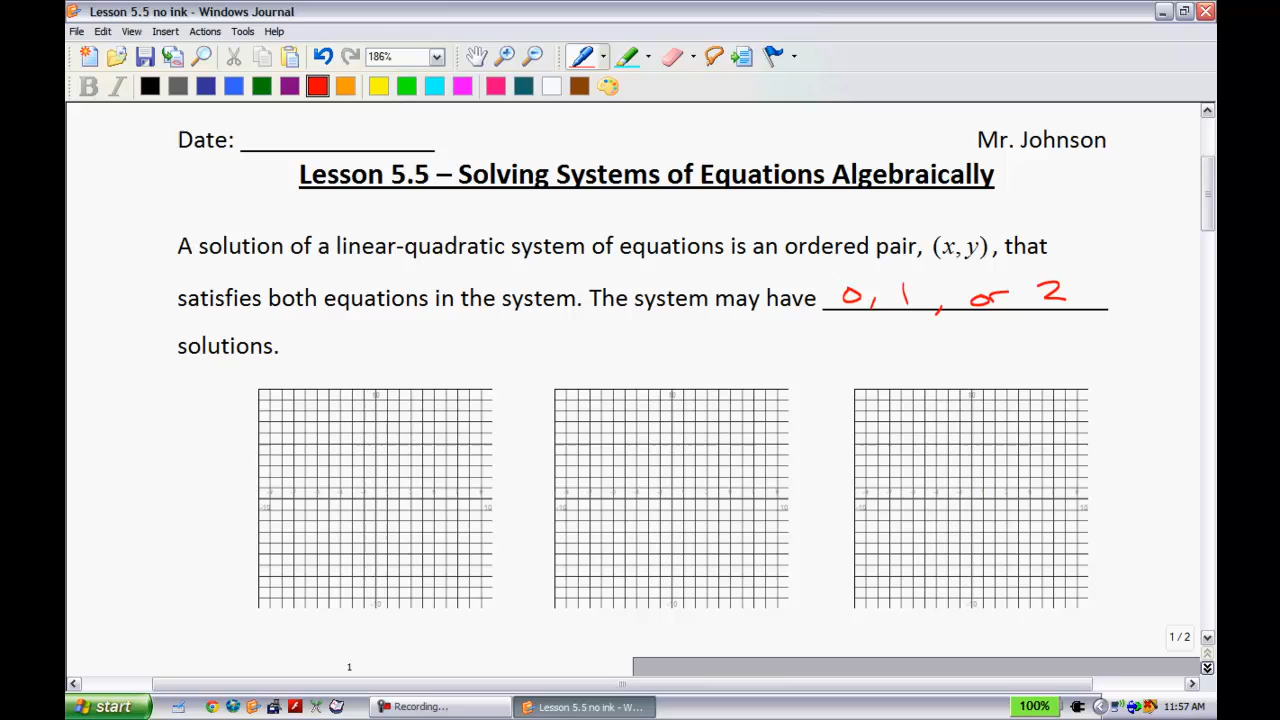 Lesson 5.5 no ink - Windows Journal
File Edit View Insert Actions Tools Help
186%
B I
Date: ______________ Mr. Johnson
Lesson 5.5 – Solving Systems of Equations Algebraically
A solution of a linear-quadratic system of equations is an ordered pair, (x, y), that
satisfies both equations in the system. The system may have 0, 1, or 2
solutions.
1 / 2
1
start Recording... Lesson 5.5 no ink - W... 100% 11:57 AM